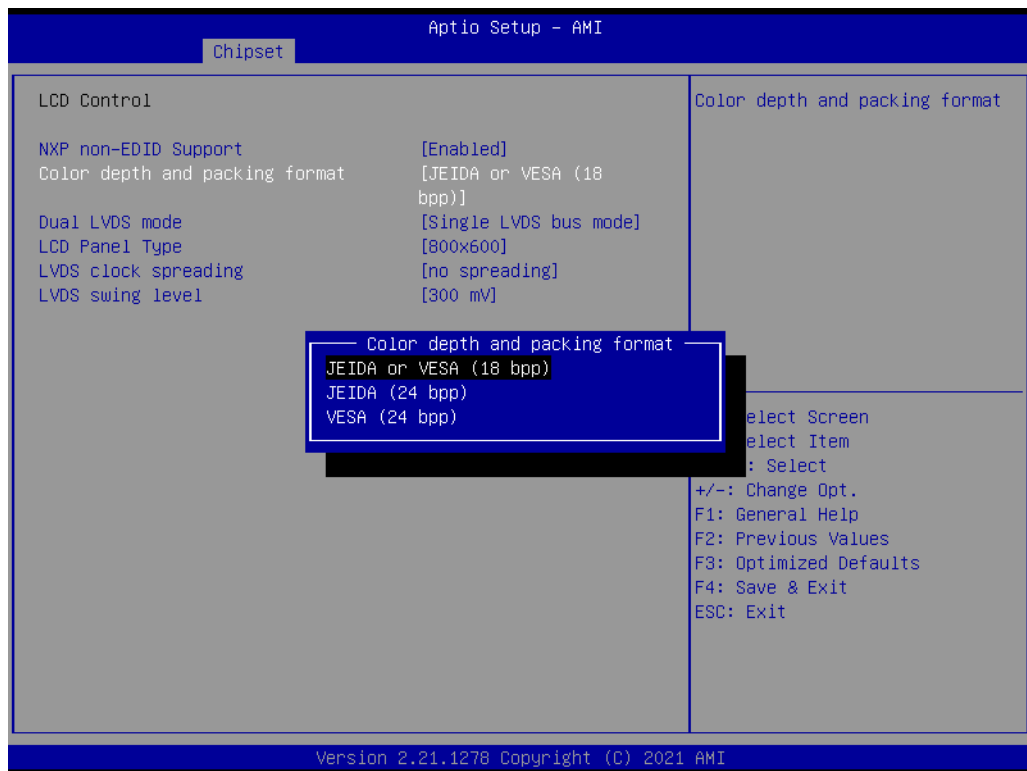 Aptio Setup – AMI
Chipset
LCD Control
NXP non-EDID Support [Enabled]
Color depth and packing format [JEIDA or VESA (18
bpp)]
Dual LVDS mode [Single LVDS bus mode]
LCD Panel Type [800x600]
LVDS clock spreading [no spreading]
LVDS swing level [300 mV]
Color depth and packing format
JEIDA or VESA (18 bpp)
JEIDA (24 bpp)
VESA (24 bpp)
Color depth and packing format
elect Screen
elect Item
: Select
+/-: Change Opt.
F1: General Help
F2: Previous Values
F3: Optimized Defaults
F4: Save & Exit
ESC: Exit
Version 2.21.1278 Copyright (C) 2021 AMI